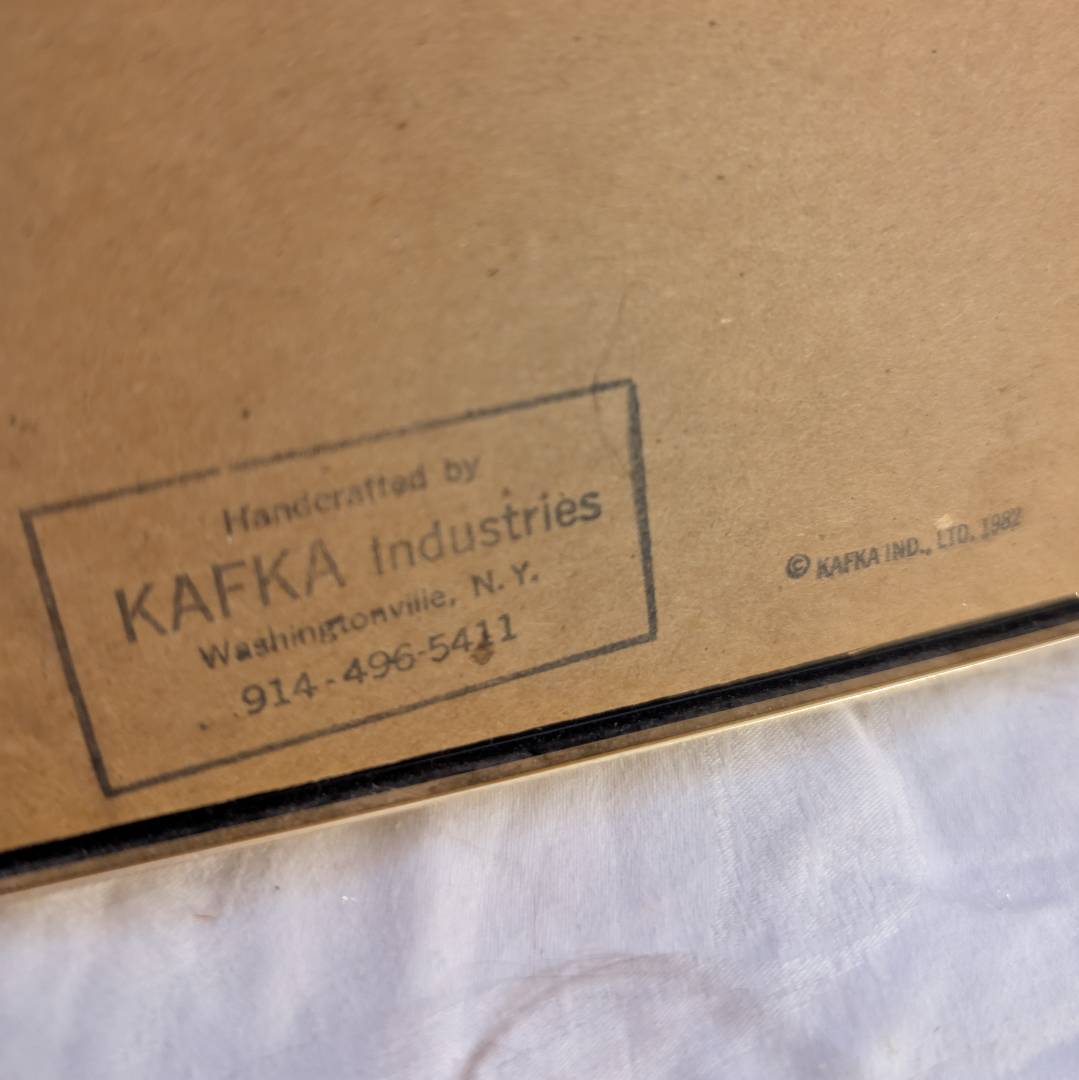 Handcrafted by
KAFKA Industries
Washingtonville, N.Y.
914-496-5411
© KAFKA IND., LTD. 1982